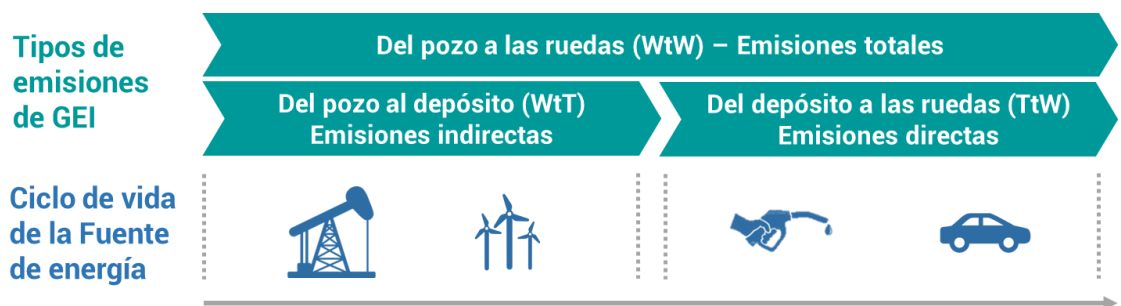 Tipos de
emisiones
de GEI
Del pozo a las ruedas (WtW) – Emisiones totales
Del pozo al depósito (WtT)
Emisiones indirectas
Del depósito a las ruedas (TtW)
Emisiones directas
Ciclo de vida
de la Fuente
de energía